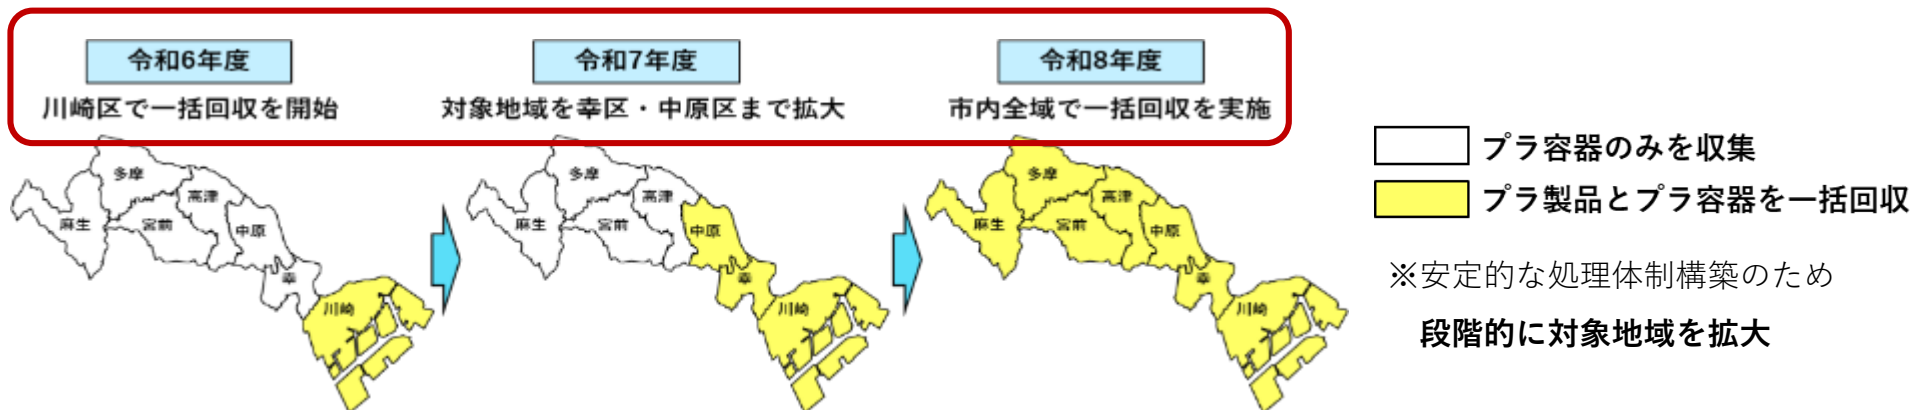 令和6年度
川崎区で一括回収を開始
令和7年度
対象地域を幸区・中原区まで拡大
令和8年度
市内全域で一括回収を実施
多摩
高津
麻生
宮前
中原
幸
川崎
多摩
高津
麻生
宮前
中原
幸
川崎
多摩
高津
麻生
宮前
中原
幸
川崎
プラ容器のみを収集
プラ製品とプラ容器を一括回収
※安定的な処理体制構築のため
段階的に対象地域を拡大